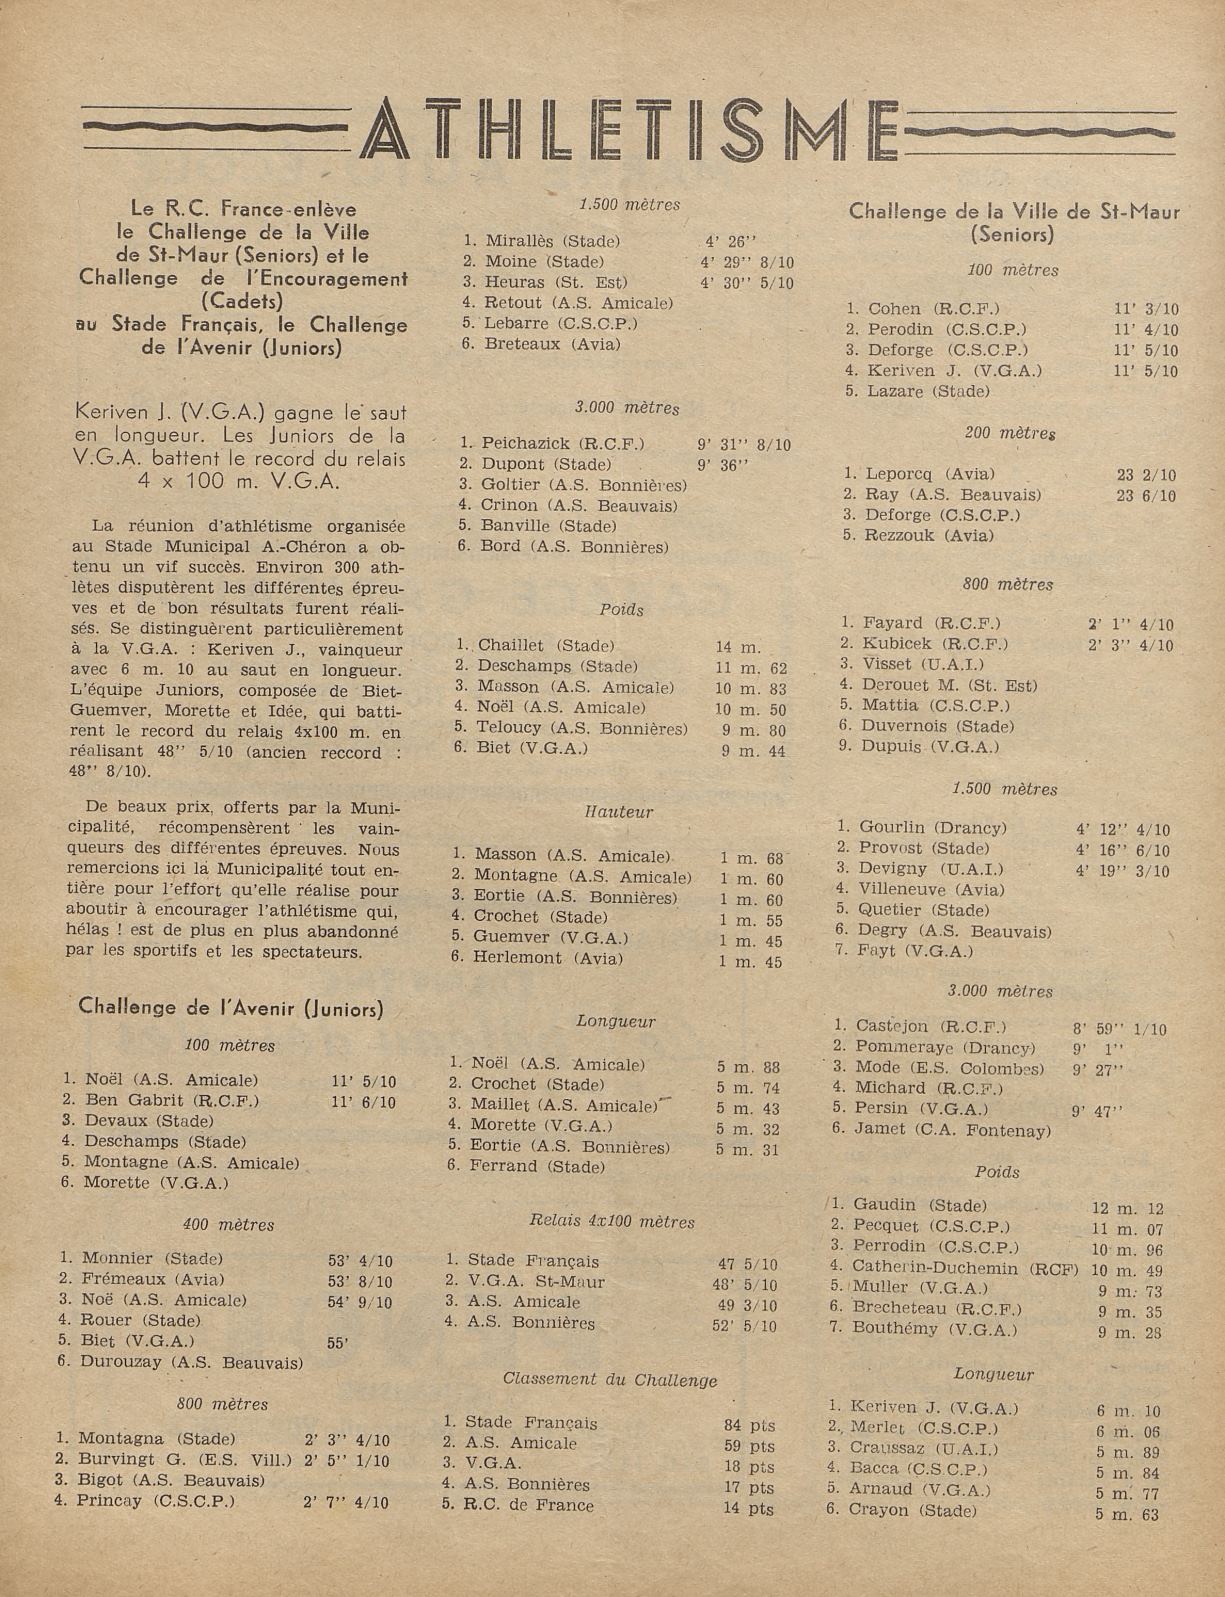 ATHLETISME
Le R.C. France enlève
le Challenge de la Ville
de St-Maur (Seniors) et le
Challenge de l'Encouragement
(Cadets)
au Stade Français, le Challenge
de l'Avenir (Juniors)
Keriven J. (V.G.A.) gagne le saut
en longueur. Les Juniors de la
V.G.A. battent le record du relais
4 x 100 m. V.G.A.
La réunion d'athlétisme organisée
au Stade Municipal A.-Chéron a ob-
tenu un vif succès. Environ 300 ath-
lètes disputèrent les différentes épreu-
ves et de bon résultats furent réali-
sés. Se distinguèrent particulièrement
à la V.G.A. : Keriven J., vainqueur
avec 6 m. 10 au saut en longueur.
L'équipe Juniors, composée de Biet-
Guemver, Morette et Idée, qui batti-
rent le record du relais 4x100 m. en
réalisant 48'' 5/10 (ancien reccord :
48'' 8/10).
De beaux prix, offerts par la Muni-
cipalité, récompensèrent les vain-
queurs des différentes épreuves. Nous
remercions ici la Municipalité tout en-
tière pour l'effort qu'elle réalise pour
aboutir à encourager l'athlétisme qui,
hélas ! est de plus en plus abandonné
par les sportifs et les spectateurs.
Challenge de l'Avenir (Juniors)
100 mètres
1. Noël (A.S. Amicale) 11' 5/10
2. Ben Gabrit (R.C.F.) 11' 6/10
3. Devaux (Stade)
4. Deschamps (Stade)
5. Montagne (A.S. Amicale)
6. Morette (V.G.A.)
400 mètres
1. Monnier (Stade) 53' 4/10
2. Frémeaux (Avia) 53' 8/10
3. Noë (A.S. Amicale) 54' 9/10
4. Rouer (Stade)
5. Biet (V.G.A.) 55'
6. Durouzay (A.S. Beauvais)
800 mètres
1. Montagna (Stade) 2' 3'' 4/10
2. Burvingt G. (E.S. Vill.) 2' 5'' 1/10
3. Bigot (A.S. Beauvais)
4. Princay (C.S.C.P.) 2' 7'' 4/10
1.500 mètres
1. Mirallès (Stade) 4' 26''
2. Moine (Stade) 4' 29'' 8/10
3. Heuras (St. Est) 4' 30'' 5/10
4. Retout (A.S. Amicale)
5. Lebarre (C.S.C.P.)
6. Breteaux (Avia)
3.000 mètres
1. Peichazick (R.C.F.) 9' 31'' 8/10
2. Dupont (Stade) 9' 36''
3. Goltier (A.S. Bonnières)
4. Crinon (A.S. Beauvais)
5. Banville (Stade)
6. Bord (A.S. Bonnières)
Poids
1. Chaillet (Stade) 14 m.
2. Deschamps (Stade) 11 m. 62
3. Masson (A.S. Amicale) 10 m. 83
4. Noël (A.S. Amicale) 10 m. 50
5. Teloucy (A.S. Bonnières) 9 m. 80
6. Biet (V.G.A.) 9 m. 44
Hauteur
1. Masson (A.S. Amicale) 1 m. 68
2. Montagne (A.S. Amicale) 1 m. 60
3. Eortie (A.S. Bonnières) 1 m. 60
4. Crochet (Stade) 1 m. 55
5. Guemver (V.G.A.) 1 m. 45
6. Herlemont (Avia) 1 m. 45
Longueur
1. Noël (A.S. Amicale) 5 m. 88
2. Crochet (Stade) 5 m. 74
3. Maillet (A.S. Amicale) 5 m. 43
4. Morette (V.G.A.) 5 m. 32
5. Eortie (A.S. Bonnières) 5 m. 31
6. Ferrand (Stade)
Relais 4x100 mètres
1. Stade Français 47 5/10
2. V.G.A. St-Maur 48' 5/10
3. A.S. Amicale 49 3/10
4. A.S. Bonnières 52' 5/10
Classement du Challenge
1. Stade Français 84 pts
2. A.S. Amicale 59 pts
3. V.G.A. 18 pts
4. A.S. Bonnières 17 pts
5. R.C. de France 14 pts
Challenge de la Ville de St-Maur
(Seniors)
100 mètres
1. Cohen (R.C.F.) 11' 3/10
2. Perodin (C.S.C.P.) 11' 4/10
3. Deforge (C.S.C.P.) 11' 5/10
4. Keriven J. (V.G.A.) 11' 5/10
5. Lazare (Stade)
200 mètres
1. Leporcq (Avia) 23 2/10
2. Ray (A.S. Beauvais) 23 6/10
3. Deforge (C.S.C.P.)
5. Rezzouk (Avia)
800 mètres
1. Fayard (R.C.F.) 2' 1'' 4/10
2. Kubicek (R.C.F.) 2' 3'' 4/10
3. Visset (U.A.I.)
4. Derouet M. (St. Est)
5. Mattia (C.S.C.P.)
6. Duvernois (Stade)
9. Dupuis (V.G.A.)
1.500 mètres
1. Gourlin (Drancy) 4' 12'' 4/10
2. Provost (Stade) 4' 16'' 6/10
3. Devigny (U.A.I.) 4' 19'' 3/10
4. Villeneuve (Avia)
5. Quetier (Stade)
6. Degry (A.S. Beauvais)
7. Fayt (V.G.A.)
3.000 mètres
1. Castejon (R.C.F.) 8' 59'' 1/10
2. Pommeraye (Drancy) 9' 1''
3. Mode (E.S. Colombes) 9' 27''
4. Michard (R.C.F.)
5. Persin (V.G.A.) 9' 47''
6. Jamet (C.A. Fontenay)
Poids
1. Gaudin (Stade) 12 m. 12
2. Pecquet (C.S.C.P.) 11 m. 07
3. Perrodin (C.S.C.P.) 10 m. 96
4. Catherin-Duchemin (RCF) 10 m. 49
5. Muller (V.G.A.) 9 m. 73
6. Brecheteau (R.C.F.) 9 m. 35
7. Bouthémy (V.G.A.) 9 m. 28
Longueur
1. Keriven J. (V.G.A.) 6 m. 10
2. Merlet (C.S.C.P.) 6 m. 06
3. Craussaz (U.A.I.) 5 m. 89
4. Bacca (C.S.C.P.) 5 m. 84
5. Arnaud (V.G.A.) 5 m. 77
6. Crayon (Stade) 5 m. 63